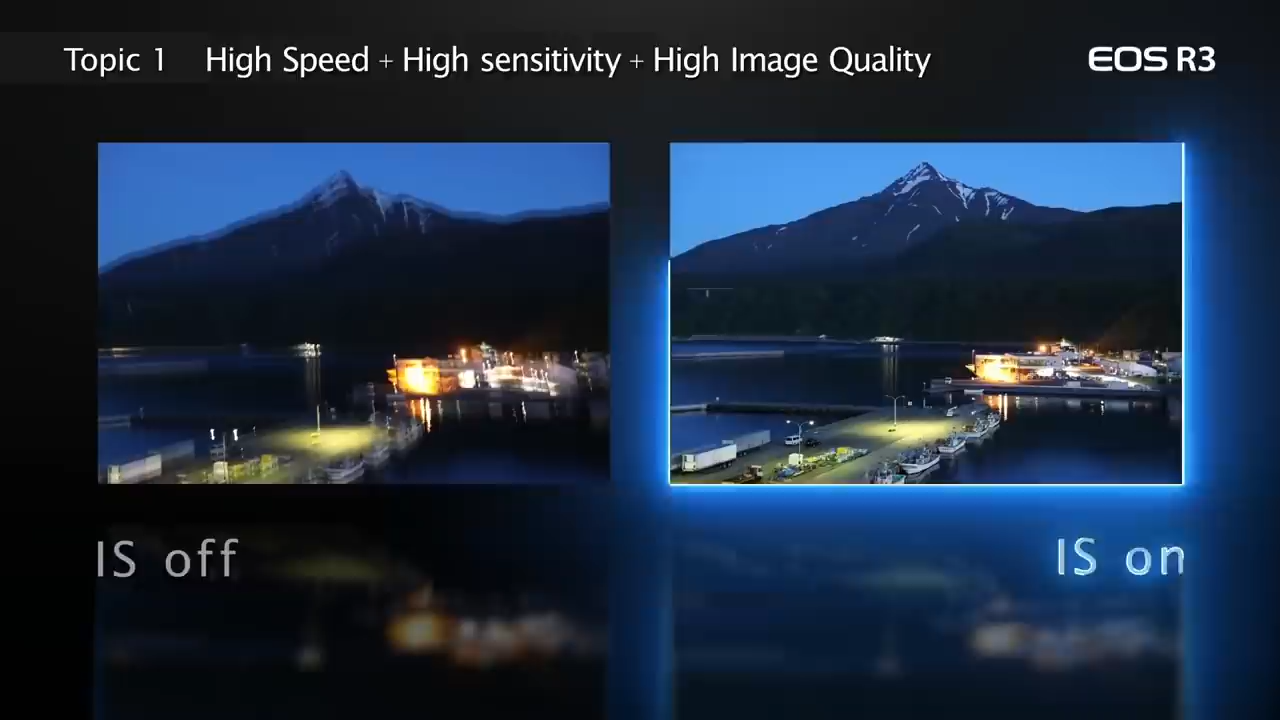 Topic 1 High Speed + High sensitivity + High Image Quality
EOS R3
IS off
IS on